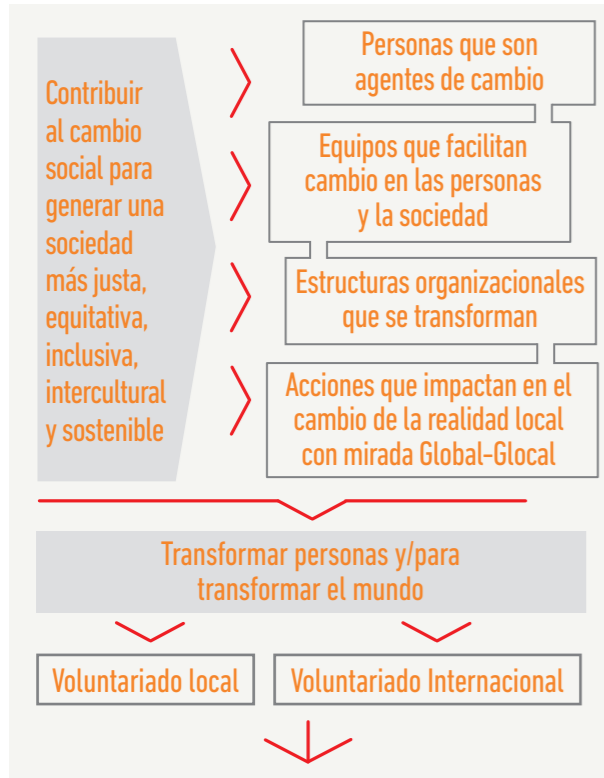 Contribuir
al cambio
social para
generar una
sociedad
más justa,
equitativa,
inclusiva,
intercultural
y sostenible
Personas que son
agentes de cambio
Equipos que facilitan
cambio en las personas
y la sociedad
Estructuras organizacionales
que se transforman
Acciones que impactan en el
cambio de la realidad local
con mirada Global-Glocal
Transformar personas y/para
transformar el mundo
Voluntariado local
Voluntariado Internacional